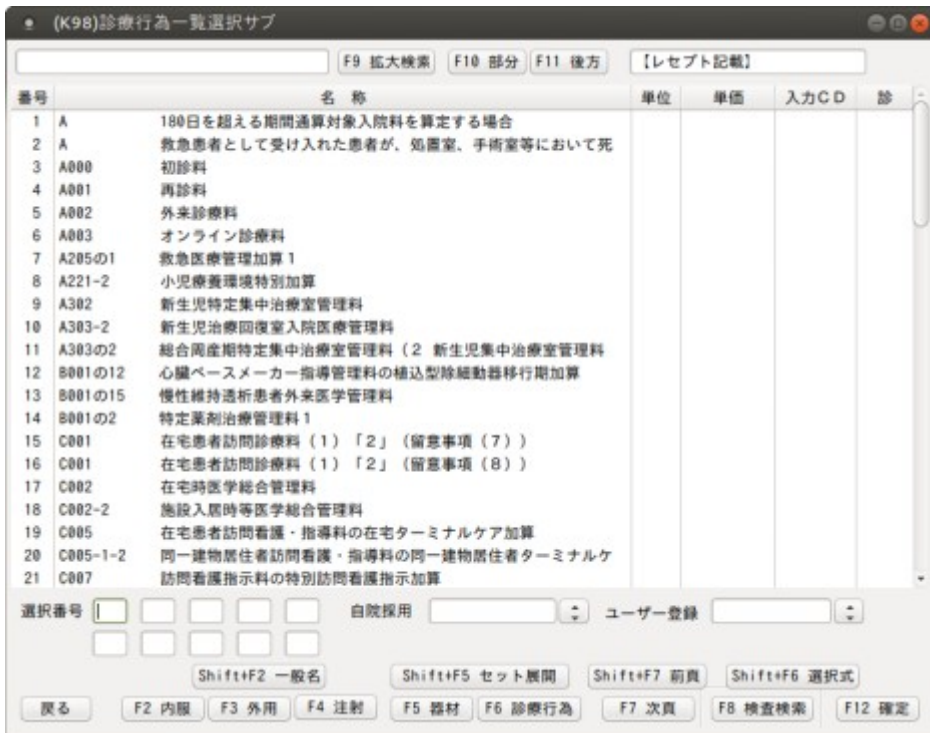 (K98)診療行為一覧選択サブ
F9 拡大検索 F10 部分 F11 後方 【レセプト記載】
番号 名 称 単位 単価 入力CD 診
1 A 180日を超える期間通算対象入院料を算定する場合
2 A 救急患者として受け入れた患者が、処置室、手術室等において死
3 A000 初診料
4 A001 再診料
5 A002 外来診療料
6 A003 オンライン診療料
7 A205の1 救急医療管理加算1
8 A221-2 小児療養環境特別加算
9 A302 新生児特定集中治療室管理料
10 A303-2 新生児治療回復室入院医療管理料
11 A303の2 総合周産期特定集中治療室管理料(2 新生児集中治療室管理料
12 B001の12 心臓ペースメーカー指導管理料の植込型除細動器移行期加算
13 B001の15 慢性維持透析患者外来医学管理料
14 B001の2 特定薬剤治療管理料1
15 C001 在宅患者訪問診療料(1)「2」(留意事項(7))
16 C001 在宅患者訪問診療料(1)「2」(留意事項(8))
17 C002 在宅時医学総合管理料
18 C002-2 施設入居時等医学総合管理料
19 C005 在宅患者訪問看護・指導料の在宅ターミナルケア加算
20 C005-1-2 同一建物居住者訪問看護・指導料の同一建物居住者ターミナルケ
21 C007 訪問看護指示料の特別訪問看護指示加算
選択番号 自院採用 ユーザー登録
Shift+F2 一般名 Shift+F5 セット展開 Shift+F7 前頁 Shift+F6 選択式
戻る F2 内服 F3 外用 F4 注射 F5 器材 F6 診療行為 F7 次頁 F8 検査検索 F12 確定